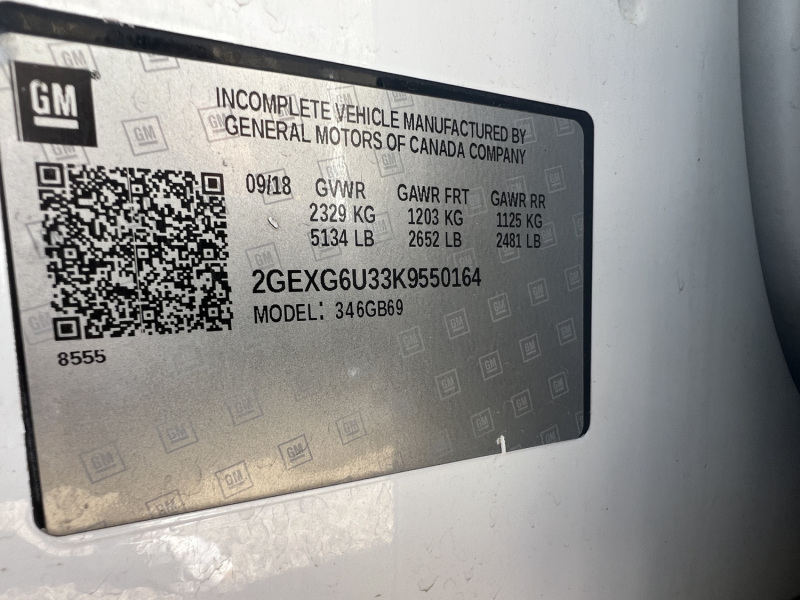 GM
INCOMPLETE VEHICLE MANUFACTURED BY
GENERAL MOTORS OF CANADA COMPANY
09/18 GVWR GAWR FRT GAWR RR
2329 KG 1203 KG 1125 KG
5134 LB 2652 LB 2481 LB
2GEXG6U33K9550164
MODEL: 346GB69
8555